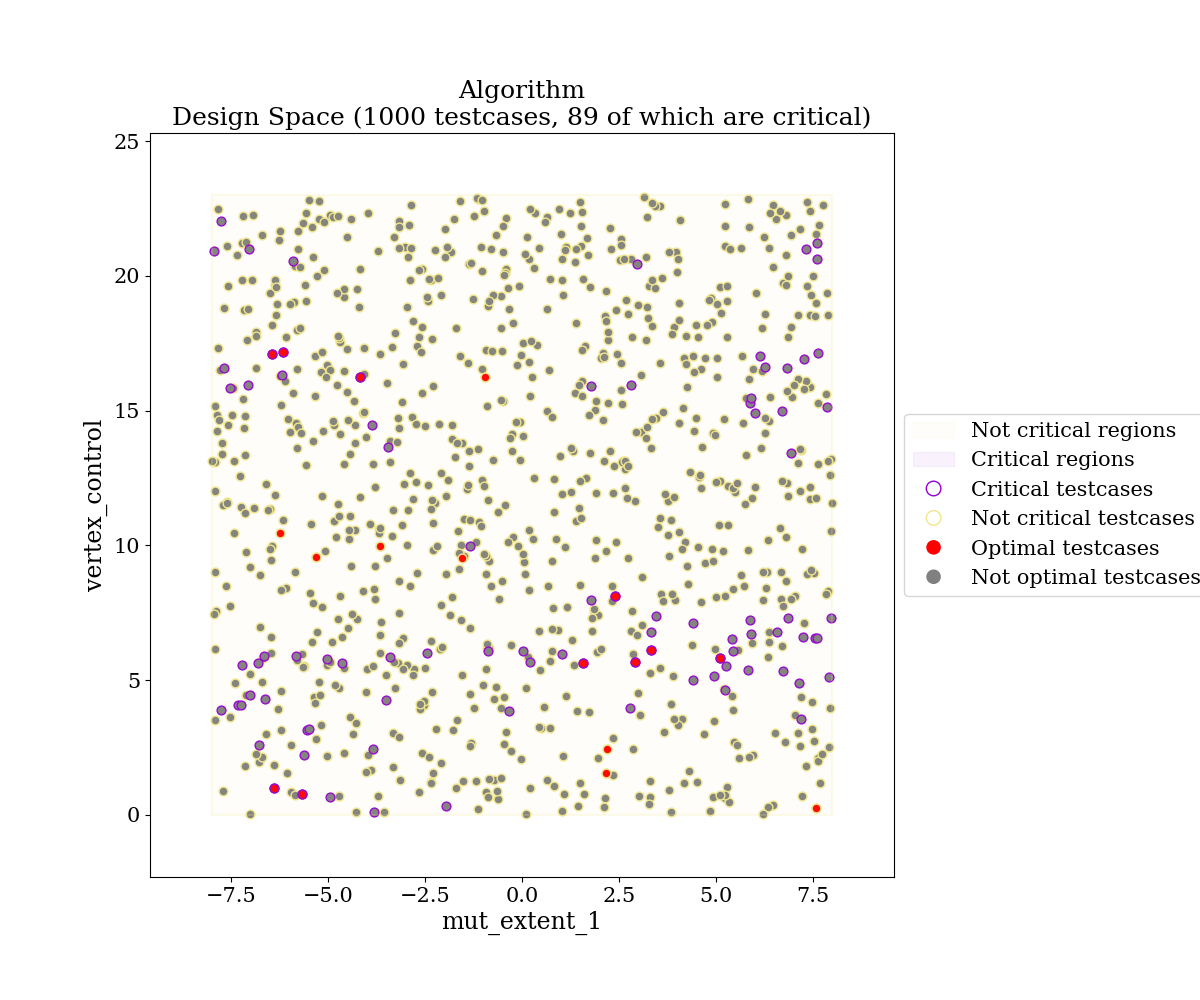 Algorithm
Design Space (1000 testcases, 89 of which are critical)
25
20
15
10
5
0
vertex_control
−7.5
−5.0
−2.5
0.0
2.5
5.0
7.5
mut_extent_1
Not critical regions
Critical regions
Critical testcases
Not critical testcases
Optimal testcases
Not optimal testcases